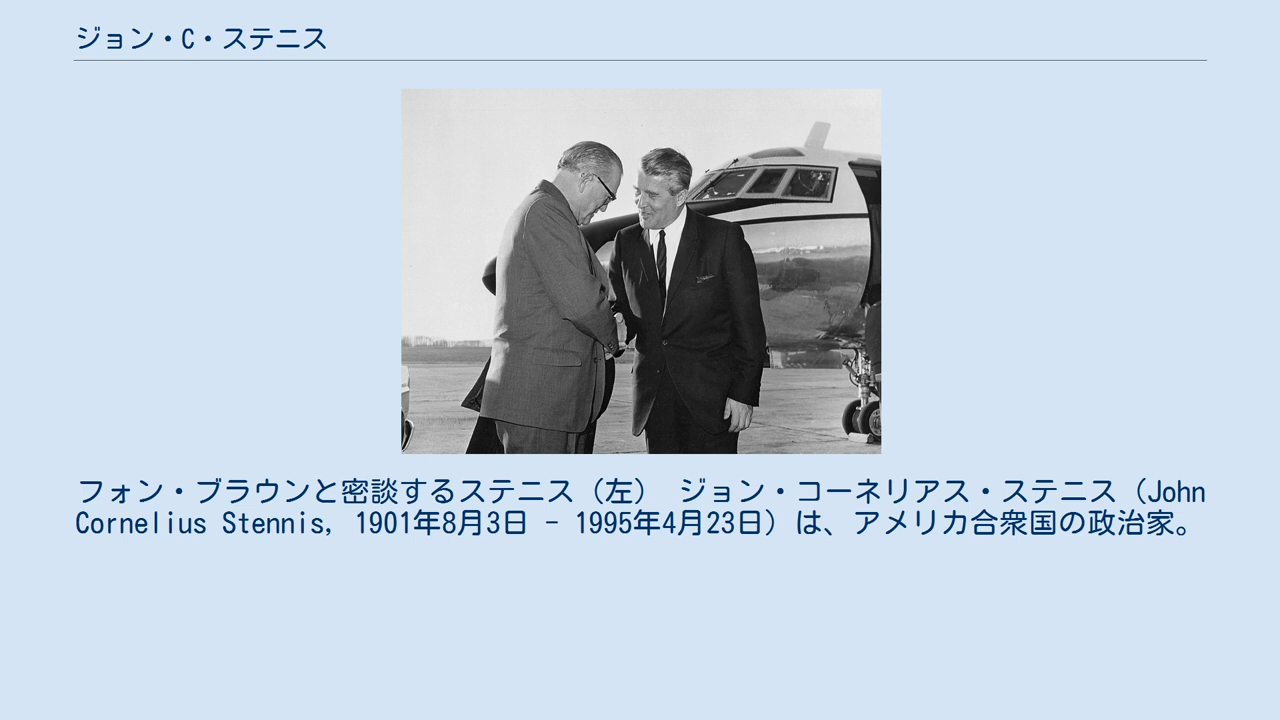 ジョン・C・ステニス
フォン・ブラウンと密談するステニス（左） ジョン・コーネリアス・ステニス（John
Cornelius Stennis, 1901年8月3日 - 1995年4月23日）は、アメリカ合衆国の政治家。